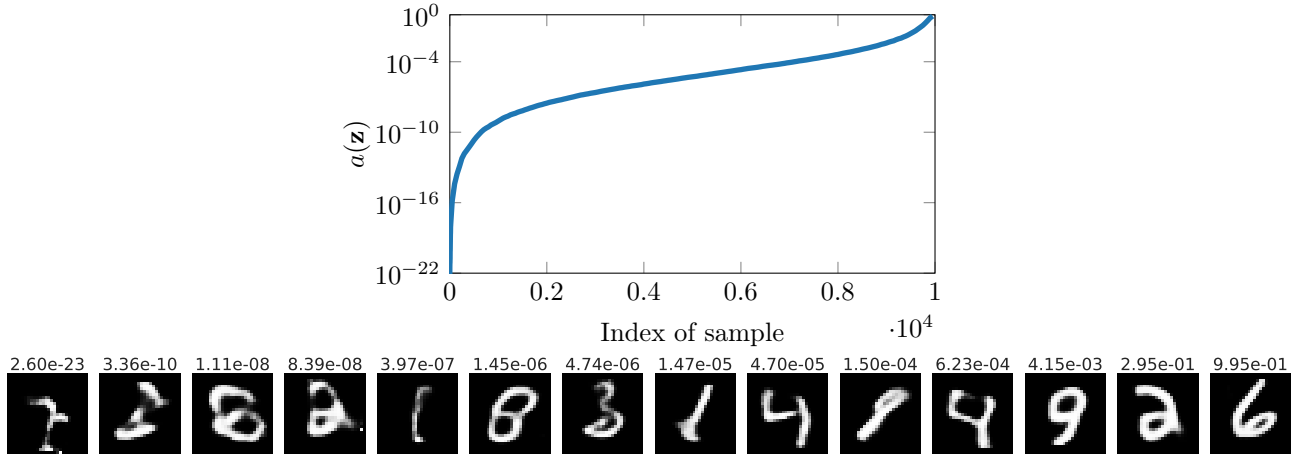 10^0
10^−4
10^−10
10^−16
10^−22
a(z)
0 0.2 0.4 0.6 0.8 1
Index of sample ·10^4
2.60e-23 3.36e-10 1.11e-08 8.39e-08 3.97e-07 1.45e-06 4.74e-06 1.47e-05 4.70e-05 1.50e-04 6.23e-04 4.15e-03 2.95e-01 9.95e-01